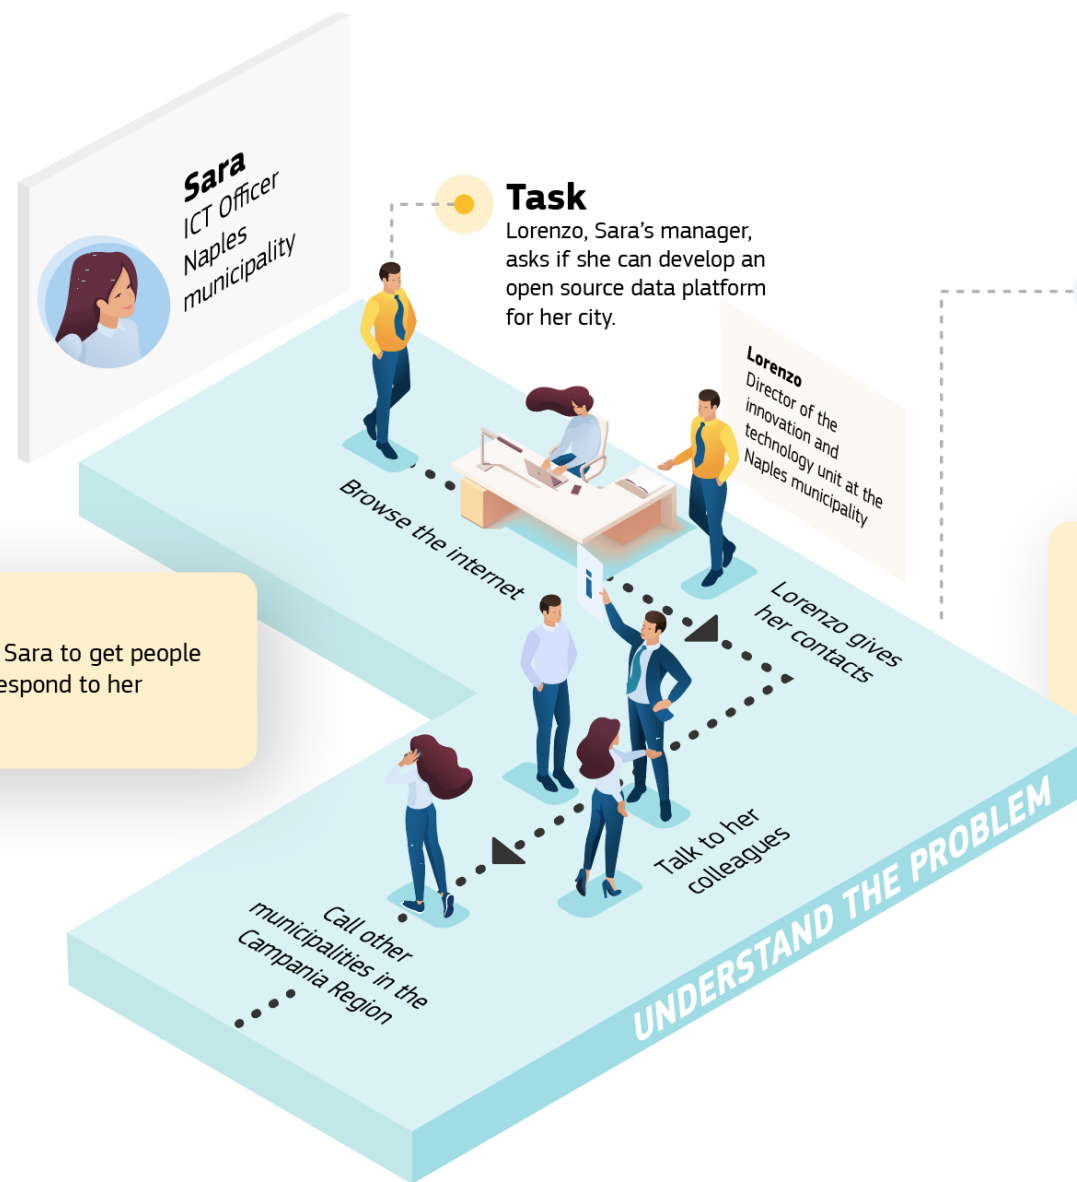 Sara
ICT Officer
Naples
municipality
Task
Lorenzo, Sara's manager,
asks if she can develop an
open source data platform
for her city.
Lorenzo
Director of the
innovation and
technology unit at the
Naples municipality
Browse the internet
i
Lorenzo gives
her contacts
Sara to get people
espond to her
Talk to her
colleagues
Call other
municipalities in the
Campania Region
UNDERSTAND THE PROBLEM